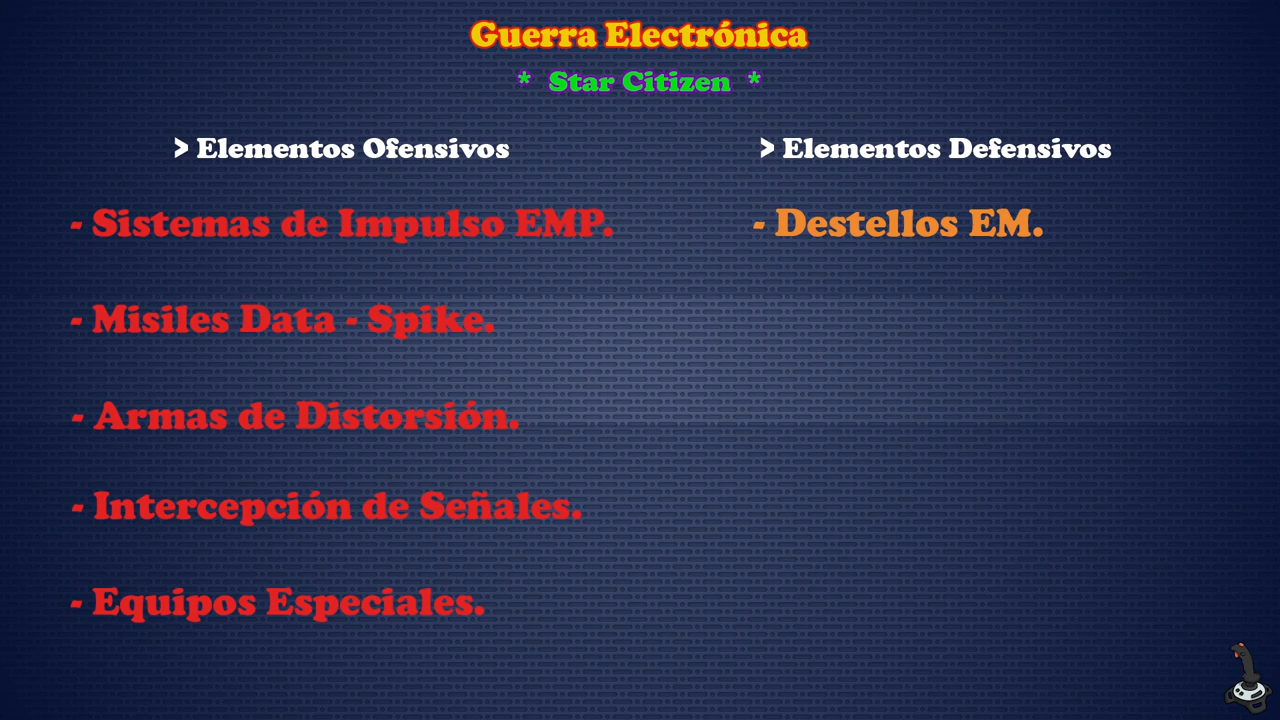 Guerra Electrónica
* Star Citizen *
> Elementos Ofensivos
- Sistemas de Impulso EMP.
- Misiles Data - Spike.
- Armas de Distorsión.
- Intercepción de Señales.
- Equipos Especiales.
> Elementos Defensivos
- Destellos EM.